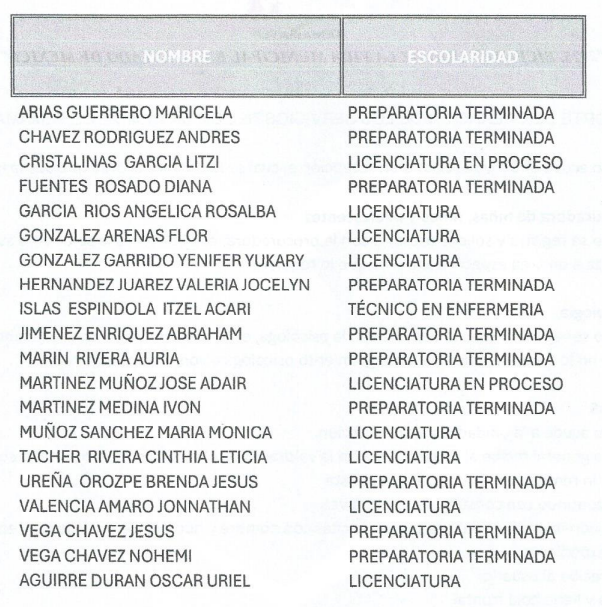 NOMBRE ESCOLARIDAD
ARIAS GUERRERO MARICELA PREPARATORIA TERMINADA
CHAVEZ RODRIGUEZ ANDRES PREPARATORIA TERMINADA
CRISTALINAS GARCIA LITZI LICENCIATURA EN PROCESO
FUENTES ROSADO DIANA PREPARATORIA TERMINADA
GARCIA RIOS ANGELICA ROSALBA LICENCIATURA
GONZALEZ ARENAS FLOR LICENCIATURA
GONZALEZ GARRIDO YENIFER YUKARY LICENCIATURA
HERNANDEZ JUAREZ VALERIA JOCELYN PREPARATORIA TERMINADA
ISLAS ESPINDOLA ITZEL ACARI TÉCNICO EN ENFERMERIA
JIMENEZ ENRIQUEZ ABRAHAM PREPARATORIA TERMINADA
MARIN RIVERA AURIA PREPARATORIA TERMINADA
MARTINEZ MUÑOZ JOSE ADAIR LICENCIATURA EN PROCESO
MARTINEZ MEDINA IVON PREPARATORIA TERMINADA
MUÑOZ SANCHEZ MARIA MONICA LICENCIATURA
TACHER RIVERA CINTHIA LETICIA LICENCIATURA
UREÑA OROZPE BRENDA JESUS PREPARATORIA TERMINADA
VALENCIA AMARO JONNATHAN LICENCIATURA
VEGA CHAVEZ JESUS PREPARATORIA TERMINADA
VEGA CHAVEZ NOHEMI PREPARATORIA TERMINADA
AGUIRRE DURAN OSCAR URIEL LICENCIATURA